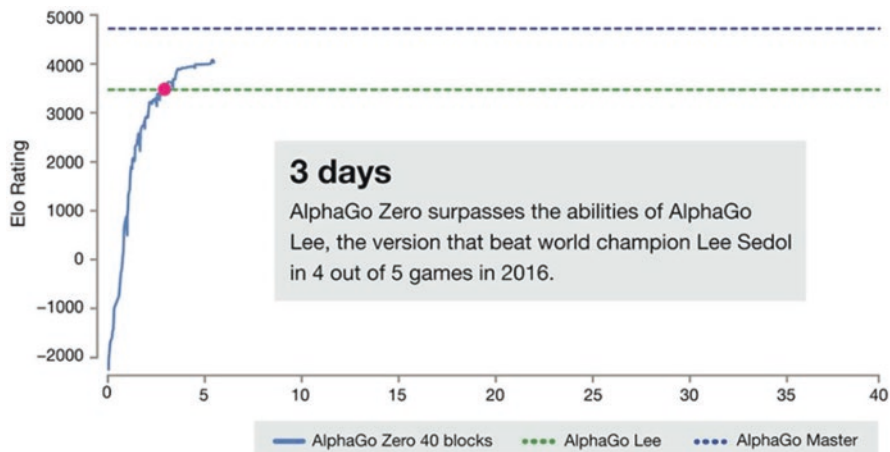 5000
4000
3000
2000
1000
0
−1000
−2000
Elo Rating
3 days
AlphaGo Zero surpasses the abilities of AlphaGo
Lee, the version that beat world champion Lee Sedol
in 4 out of 5 games in 2016.
0 5 10 15 20 25 30 35 40
AlphaGo Zero 40 blocks AlphaGo Lee AlphaGo Master